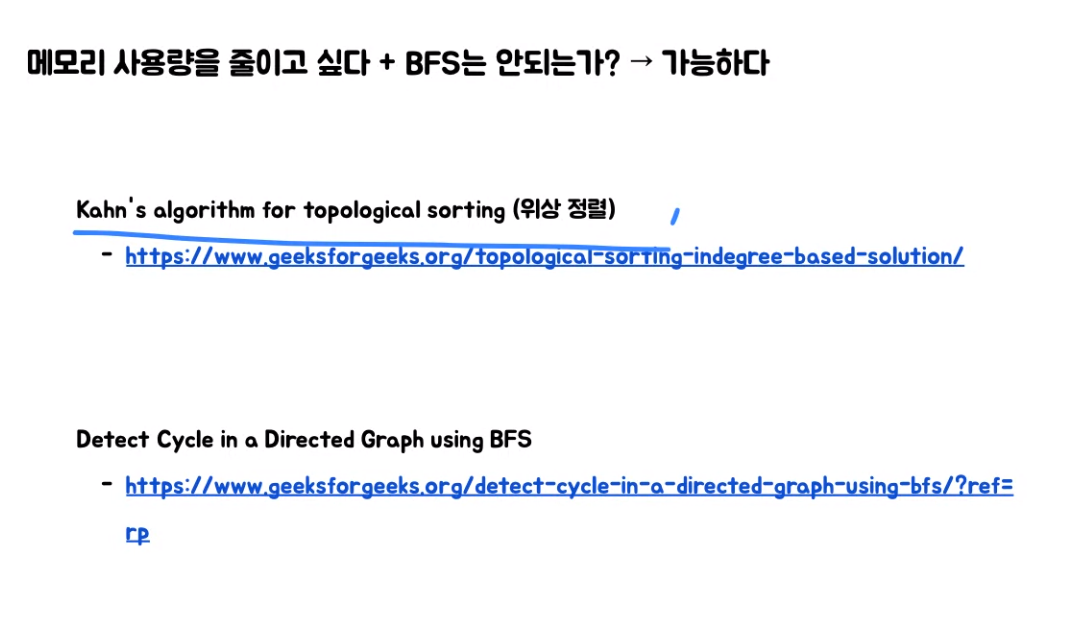 메모리 사용량을 줄이고 싶다 + BFS는 안되는가? → 가능하다
Kahn's algorithm for topological sorting (위상 정렬)
- https://www.geeksforgeeks.org/topological-sorting-indegree-based-solution/
Detect Cycle in a Directed Graph using BFS
- https://www.geeksforgeeks.org/detect-cycle-in-a-directed-graph-using-bfs/?ref=
rp